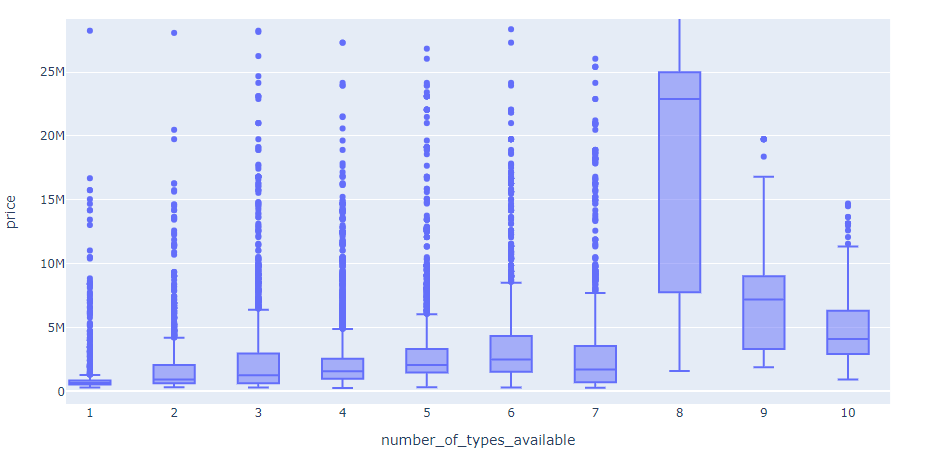 price
25M
20M
15M
10M
5M
0
1 2 3 4 5 6 7 8 9 10
number_of_types_available